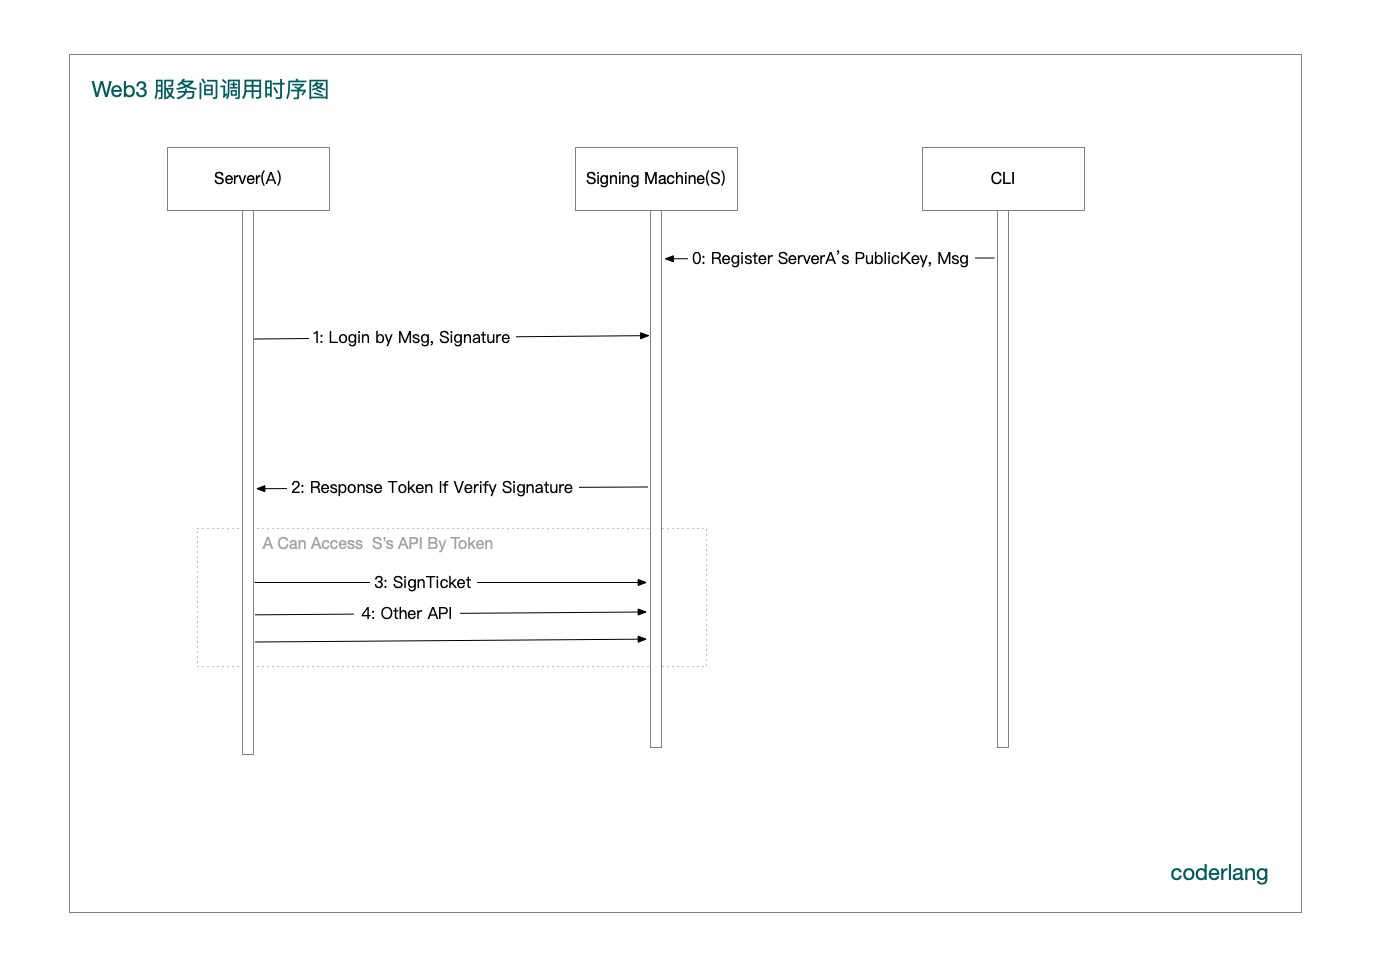 Web3 服务间调用时序图
Server(A)
Signing Machine(S)
CLI
0: Register ServerA’s PublicKey, Msg
1: Login by Msg, Signature
2: Response Token If Verify Signature
A Can Access  S’s API By Token
3: SignTicket
4: Other API
coderlang